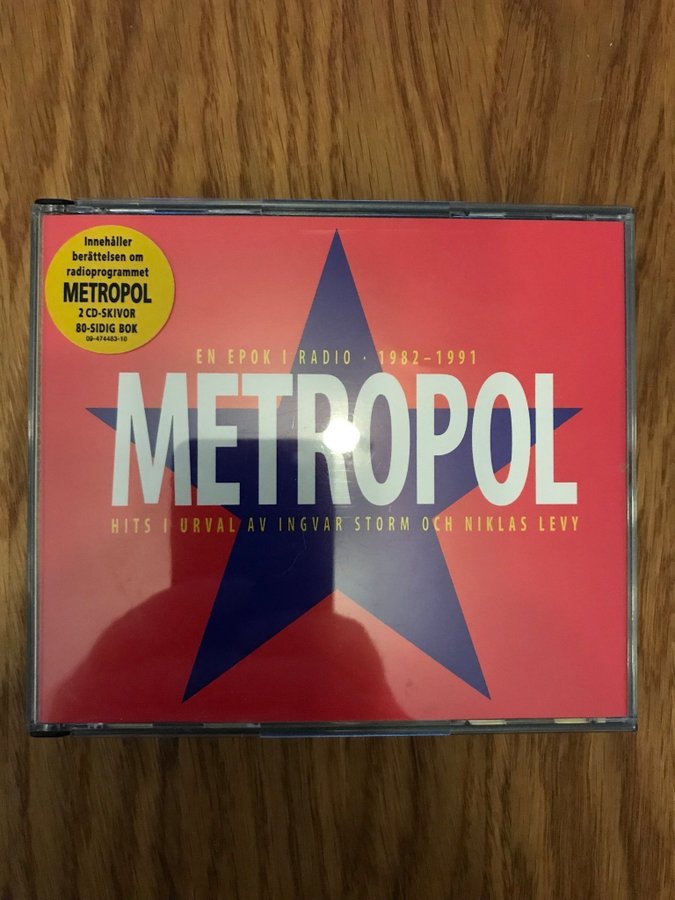 Innehåller
berättelsen om
radioprogrammet
METROPOL
2 CD-SKIVOR
80-SIDIG BOK
09-474483-10
EN EPOK I RADIO · 1982–1991
METROPOL
HITS I URVAL AV INGVAR STORM OCH NIKLAS LEVY